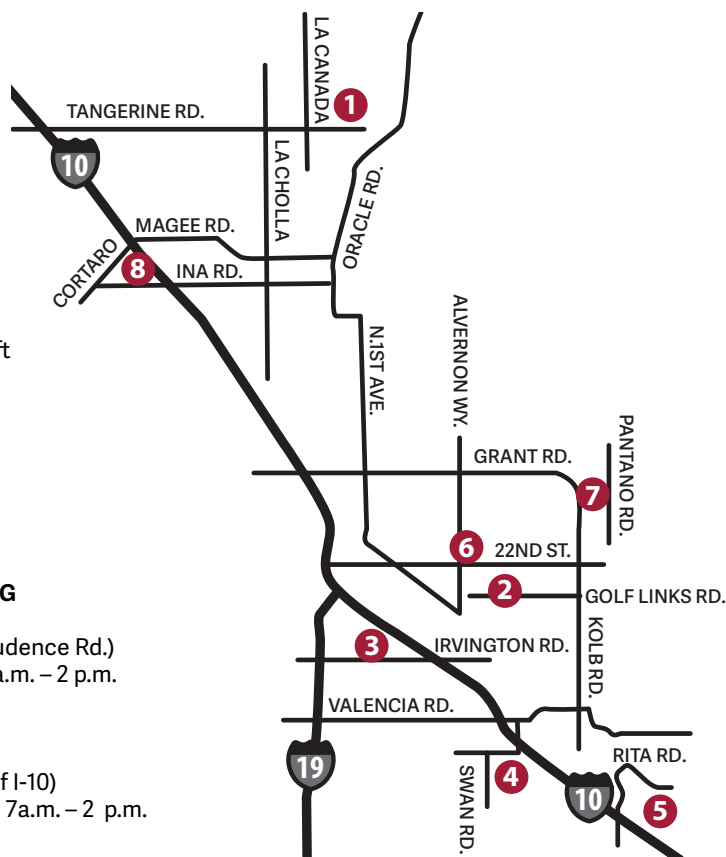 LA CANADA
1
TANGERINE RD.
10
LA CHOLLA
ORACLE RD.
MAGEE RD.
CORTARO
8
INA RD.
ft
N.1ST AVE.
ALVERNON WY.
PANTANO RD.
GRANT RD.
7
6
22ND ST.
G
2
GOLF LINKS RD.
udence Rd.)
3
IRVINGTON RD.
KOLB RD.
a.m. – 2 p.m.
VALENCIA RD.
19
SWAN RD.
4
RITA RD.
f I-10)
10
5
7a.m. – 2 p.m.